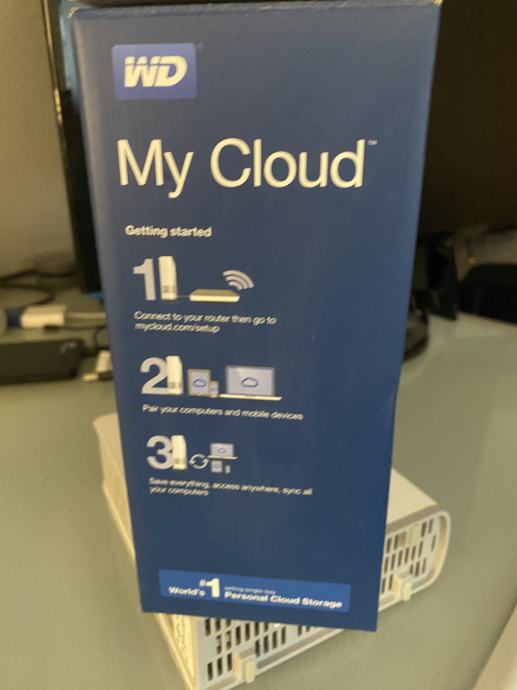 WD
My Cloud™
Getting started
1
Connect to your router then go to
mycloud.com/setup
2
Pair your computers and mobile devices
3
Save everything, access anywhere, sync all
your computers
World's #1 selling single-bay
Personal Cloud Storage